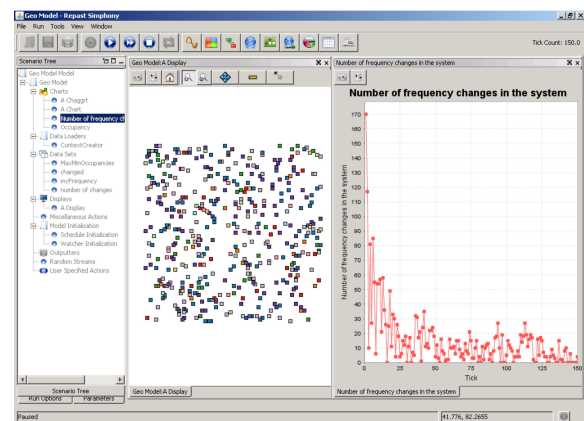 Geo Model - Repast Simphony
File Run Tools View Window
Tick Count: 150.0
Scenario Tree
Geo Model Model
Geo Model
Charts
A Chaggrt
A Chart
Number of frequency ch
Occupancy
Data Loaders
ContextCreator
Data Sets
MaxMinOccupancies
changed
myFrequency
number of changes
Displays
A Display
Miscellaneous Actions
Model Initialization
Schedule Initialization
Watcher Initialization
Outputters
Random Streams
User Specified Actions
Scenario Tree
Run Options Parameters
Geo Model:A Display
Geo Model:A Display
Number of frequency changes in the system
Number of frequency changes in the system
Number of frequency changes in the system
170
160
150
140
130
120
110
100
90
80
70
60
50
40
30
20
10
0
0 25 50 75 100 125 150
Tick
Number of frequency changes in the system
Paused
41.776, 82.2655